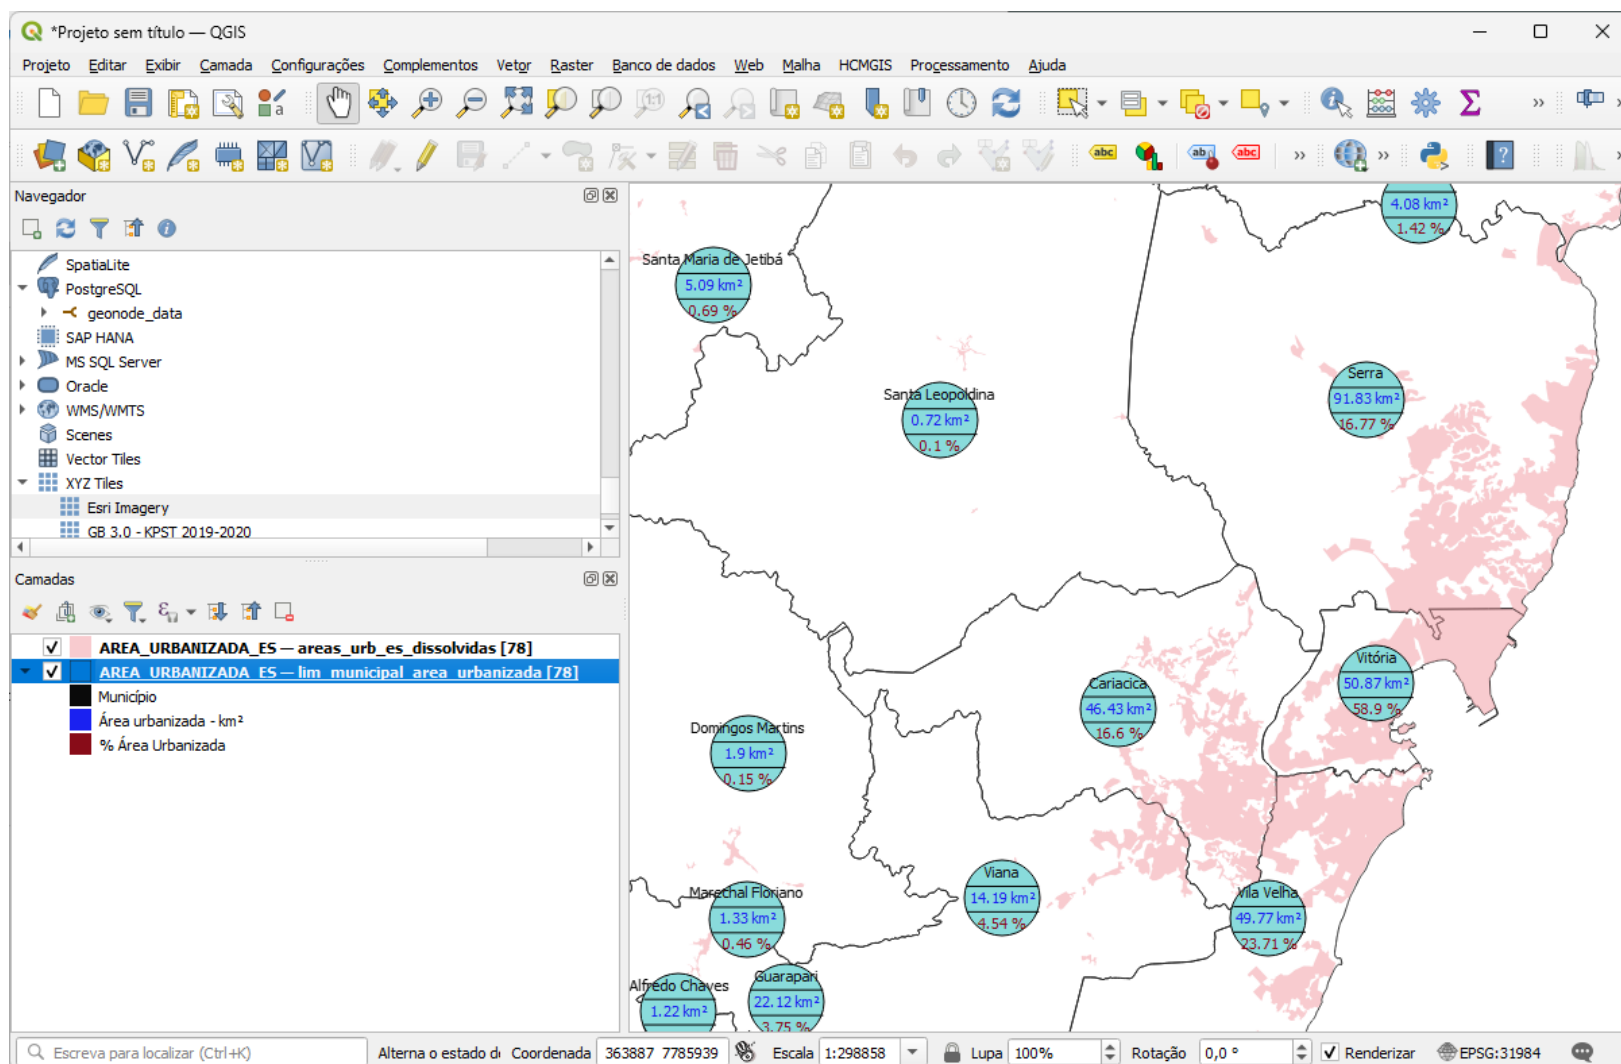 *Projeto sem título — QGIS
Projeto Editar Exibir Camada Configurações Complementos Vetor Raster Banco de dados Web Malha HCMGIS Processamento Ajuda
Navegador
SpatiaLite
PostgreSQL
geonode_data
SAP HANA
MS SQL Server
Oracle
WMS/WMTS
Scenes
Vector Tiles
XYZ Tiles
Esri Imagery
GB 3.0 - KPST 2019-2020
Camadas
AREA_URBANIZADA_ES — areas_urb_es_dissolvidas [78]
AREA_URBANIZADA_ES — lim_municipal_area_urbanizada [78]
Município
Área urbanizada - km²
% Área Urbanizada
4.08 km²
1.42 %
Santa Maria de Jetibá
5.09 km²
0.69 %
Serra
91.83 km²
16.77 %
Santa Leopoldina
0.72 km²
0.1 %
Vitória
50.87 km²
58.9 %
Cariacica
46.43 km²
16.6 %
Domingos Martins
1.9 km²
0.15 %
Viana
14.19 km²
4.54 %
Marechal Floriano
1.33 km²
0.46 %
Vila Velha
49.77 km²
23.71 %
Guarapari
22.12 km²
3.75 %
Alfredo Chaves
1.22 km²
Escreva para localizar (Ctrl+K) Alterna o estado d Coordenada 363887 7785939 Escala 1:298858 Lupa 100% Rotação 0,0 ° Renderizar EPSG:31984